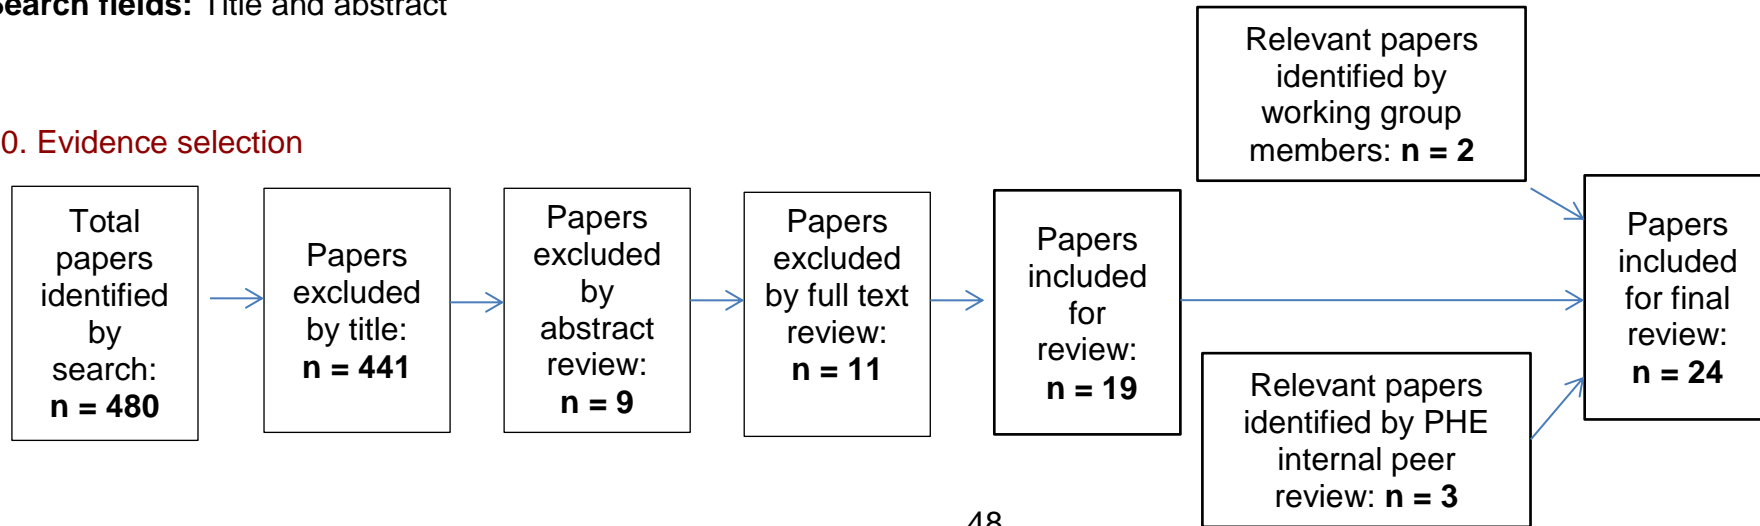 Search fields: Title and abstract
0. Evidence selection
Total
papers
identified
by
search:
n = 480
Papers
excluded
by title:
n = 441
Papers
excluded
by
abstract
review:
n = 9
Papers
excluded
by full text
review:
n = 11
Papers
included
for
review:
n = 19
Relevant papers
identified by
working group
members: n = 2
Relevant papers
identified by PHE
internal peer
review: n = 3
Papers
included
for final
review:
n = 24
48